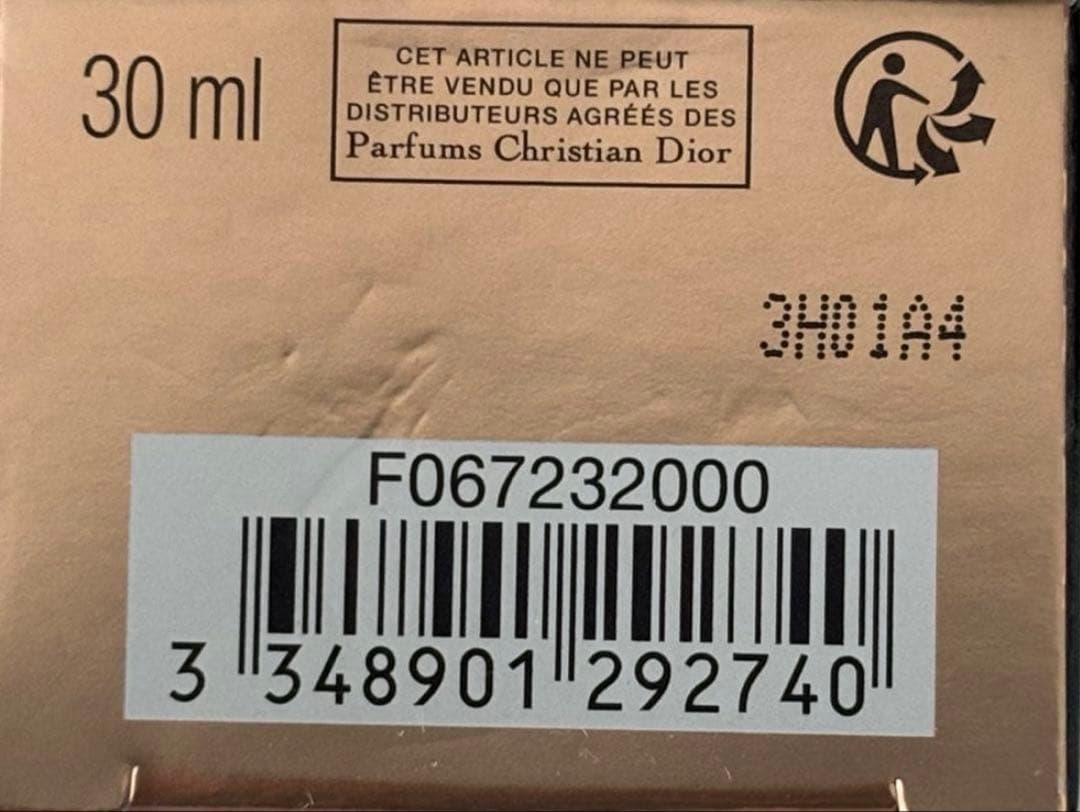 30 ml
CET ARTICLE NE PEUT
ÊTRE VENDU QUE PAR LES
DISTRIBUTEURS AGRÉÉS DES
Parfums Christian Dior
3H01A4
F067232000
3 348901 292740